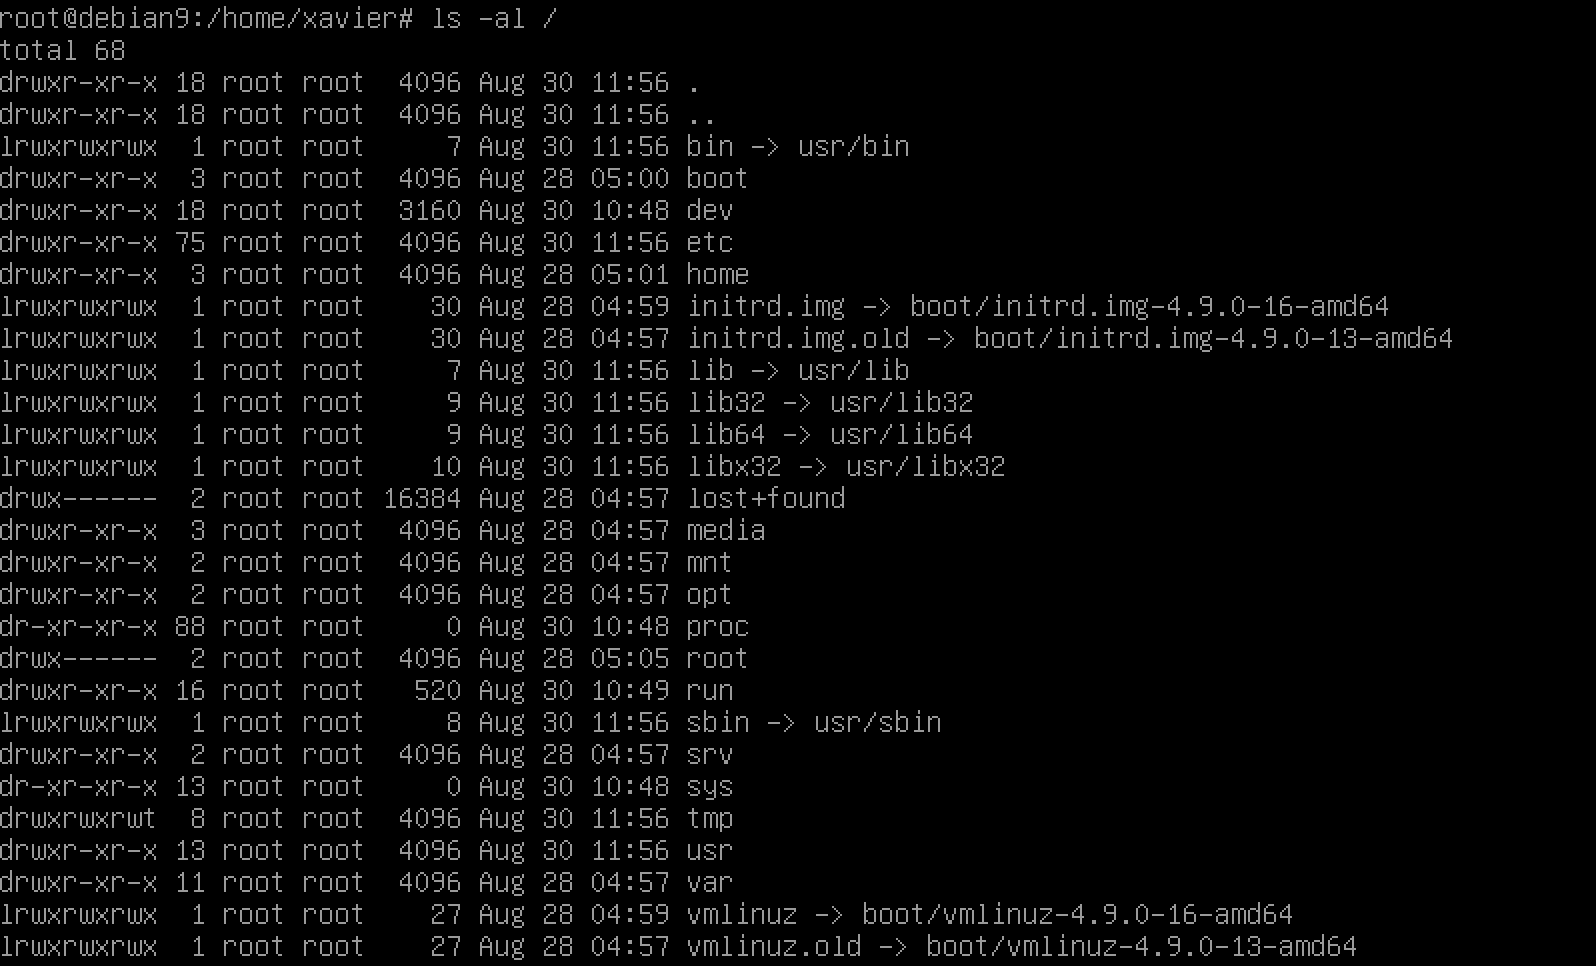 root@debian9:/home/xavier# ls -al /
total 68
drwxr-xr-x 18 root root  4096 Aug 30 11:56 .
drwxr-xr-x 18 root root  4096 Aug 30 11:56 ..
lrwxrwxrwx  1 root root     7 Aug 30 11:56 bin -> usr/bin
drwxr-xr-x  3 root root  4096 Aug 28 05:00 boot
drwxr-xr-x 18 root root  3160 Aug 30 10:48 dev
drwxr-xr-x 75 root root  4096 Aug 30 11:56 etc
drwxr-xr-x  3 root root  4096 Aug 28 05:01 home
lrwxrwxrwx  1 root root    30 Aug 28 04:59 initrd.img -> boot/initrd.img-4.9.0-16-amd64
lrwxrwxrwx  1 root root    30 Aug 28 04:57 initrd.img.old -> boot/initrd.img-4.9.0-13-amd64
lrwxrwxrwx  1 root root     7 Aug 30 11:56 lib -> usr/lib
lrwxrwxrwx  1 root root     9 Aug 30 11:56 lib32 -> usr/lib32
lrwxrwxrwx  1 root root     9 Aug 30 11:56 lib64 -> usr/lib64
lrwxrwxrwx  1 root root    10 Aug 30 11:56 libx32 -> usr/libx32
drwx------  2 root root 16384 Aug 28 04:57 lost+found
drwxr-xr-x  3 root root  4096 Aug 28 04:57 media
drwxr-xr-x  2 root root  4096 Aug 28 04:57 mnt
drwxr-xr-x  2 root root  4096 Aug 28 04:57 opt
dr-xr-xr-x 88 root root     0 Aug 30 10:48 proc
drwx------  2 root root  4096 Aug 28 05:05 root
drwxr-xr-x 16 root root   520 Aug 30 10:49 run
lrwxrwxrwx  1 root root     8 Aug 30 11:56 sbin -> usr/sbin
drwxr-xr-x  2 root root  4096 Aug 28 04:57 srv
dr-xr-xr-x 13 root root     0 Aug 30 10:48 sys
drwxrwxrwt  8 root root  4096 Aug 30 11:56 tmp
drwxr-xr-x 13 root root  4096 Aug 30 11:56 usr
drwxr-xr-x 11 root root  4096 Aug 28 04:57 var
lrwxrwxrwx  1 root root    27 Aug 28 04:59 vmlinuz -> boot/vmlinuz-4.9.0-16-amd64
lrwxrwxrwx  1 root root    27 Aug 28 04:57 vmlinuz.old -> boot/vmlinuz-4.9.0-13-amd64